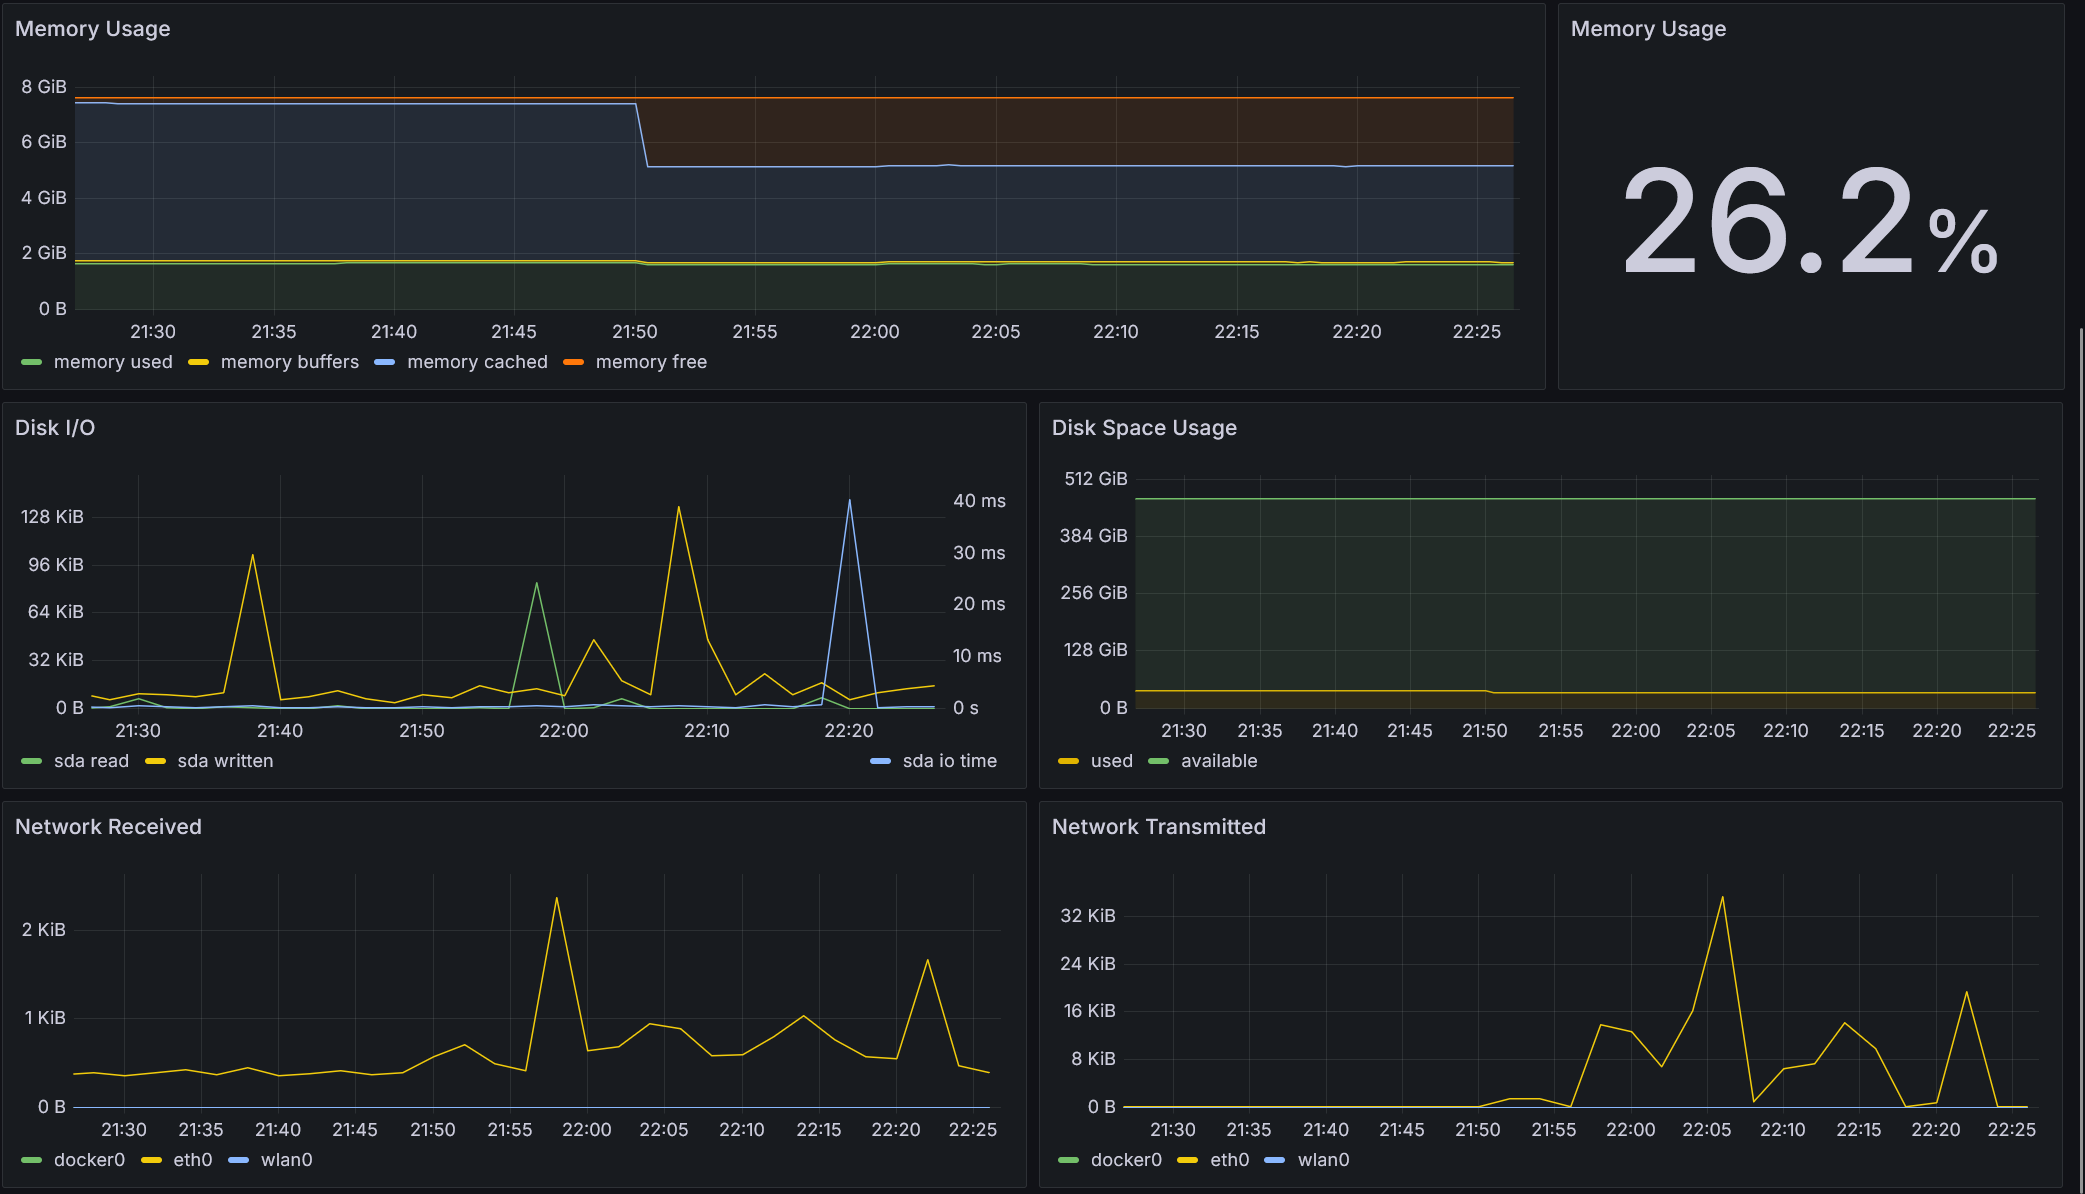 Memory Usage
8 GiB
6 GiB
4 GiB
2 GiB
0 B
21:30 21:35 21:40 21:45 21:50 21:55 22:00 22:05 22:10 22:15 22:20 22:25
memory used memory buffers memory cached memory free
Memory Usage
26.2%
Disk I/O
128 KiB
96 KiB
64 KiB
32 KiB
0 B
40 ms
30 ms
20 ms
10 ms
0 s
21:30 21:40 21:50 22:00 22:10 22:20
sda read sda written sda io time
Disk Space Usage
512 GiB
384 GiB
256 GiB
128 GiB
0 B
21:30 21:35 21:40 21:45 21:50 21:55 22:00 22:05 22:10 22:15 22:20 22:25
used available
Network Received
2 KiB
1 KiB
0 B
21:30 21:35 21:40 21:45 21:50 21:55 22:00 22:05 22:10 22:15 22:20 22:25
docker0 eth0 wlan0
Network Transmitted
32 KiB
24 KiB
16 KiB
8 KiB
0 B
21:30 21:35 21:40 21:45 21:50 21:55 22:00 22:05 22:10 22:15 22:20 22:25
docker0 eth0 wlan0